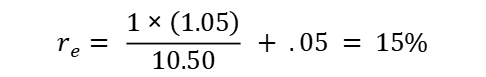 rₑ = 1 × (1.05) / 10.50 + .05 = 15%